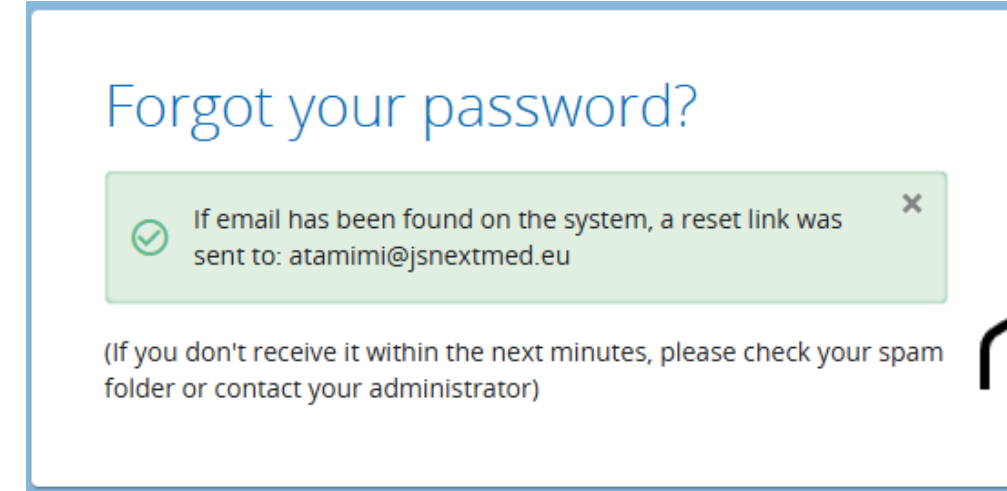 Forgot your password?
If email has been found on the system, a reset link was
sent to: atamimi@jsnextmed.eu
(If you don't receive it within the next minutes, please check your spam
folder or contact your administrator)